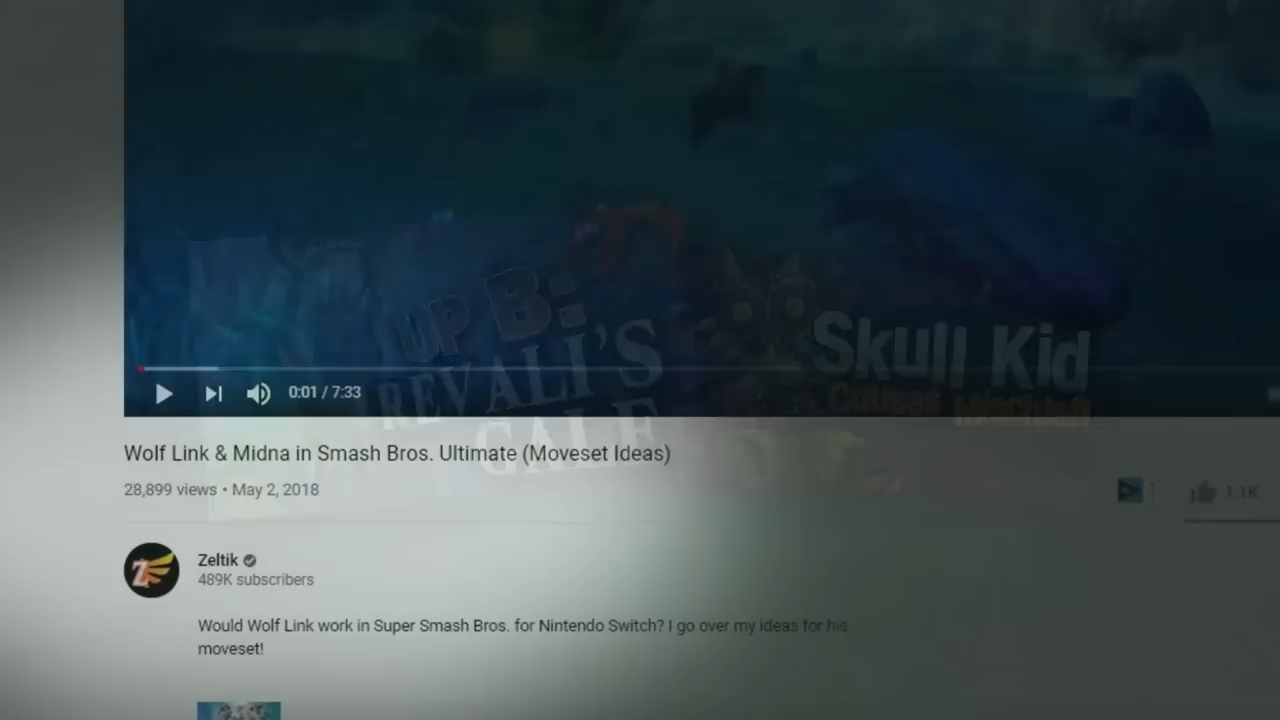 UP B:
REVALI'S
GALE
Skull Kid
Causes Mischief
0:01 / 7:33
Wolf Link & Midna in Smash Bros. Ultimate (Moveset Ideas)
28,899 views • May 2, 2018
1.1K
Zeltik
489K subscribers
Would Wolf Link work in Super Smash Bros. for Nintendo Switch? I go over my ideas for his
moveset!